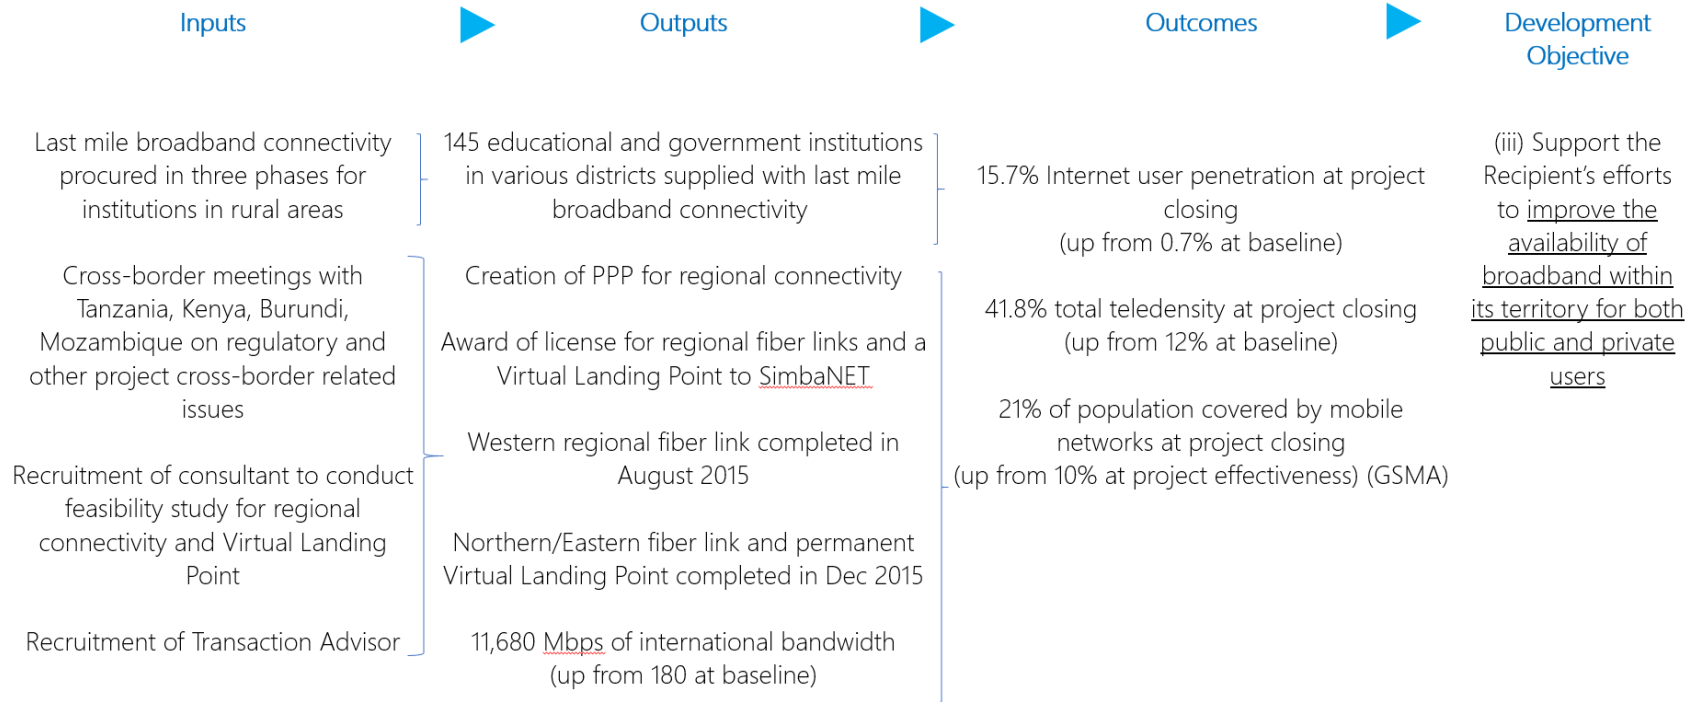 Inputs
Outputs
Outcomes
Development
Objective
Last mile broadband connectivity
procured in three phases for
institutions in rural areas
Cross-border meetings with
Tanzania, Kenya, Burundi,
Mozambique on regulatory and
other project cross-border related
issues
Recruitment of consultant to conduct
feasibility study for regional
connectivity and Virtual Landing
Point
Recruitment of Transaction Advisor
145 educational and government institutions
in various districts supplied with last mile
broadband connectivity
Creation of PPP for regional connectivity
Award of license for regional fiber links and a
Virtual Landing Point to SimbaNET
Western regional fiber link completed in
August 2015
Northern/Eastern fiber link and permanent
Virtual Landing Point completed in Dec 2015
11,680 Mbps of international bandwidth
(up from 180 at baseline)
15.7% Internet user penetration at project
closing
(up from 0.7% at baseline)
41.8% total teledensity at project closing
(up from 12% at baseline)
21% of population covered by mobile
networks at project closing
(up from 10% at project effectiveness) (GSMA)
(iii) Support the
Recipient’s efforts
to improve the
availability of
broadband within
its territory for both
public and private
users